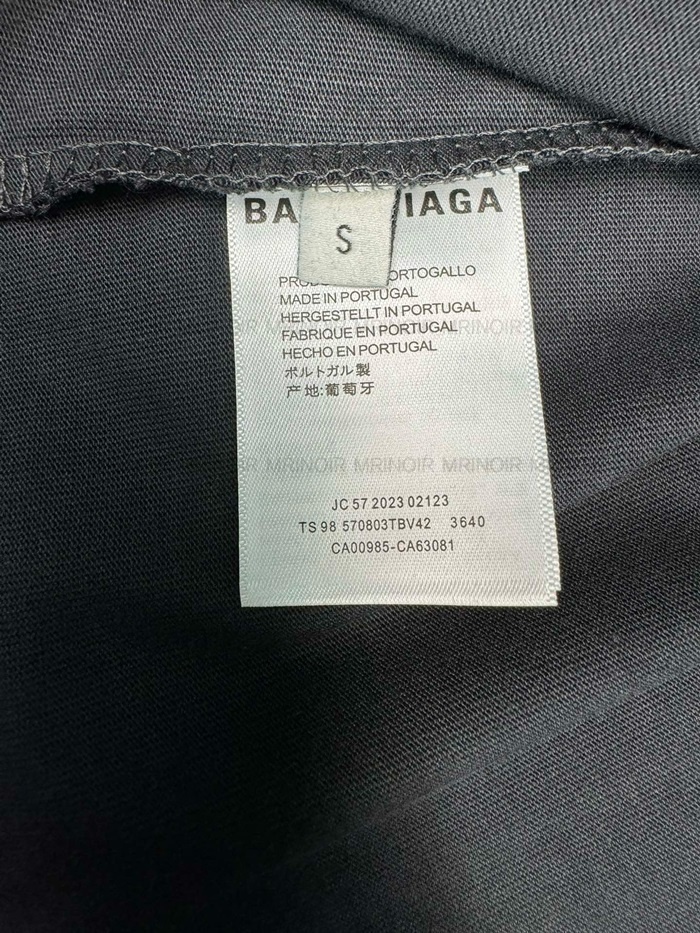 BA IAGA
S
PRO ORTOGALLO
MADE IN PORTUGAL
HERGESTELLT IN PORTUGAL
FABRIQUE EN PORTUGAL
HECHO EN PORTUGAL
ポルトガル製
产地:葡萄牙
MRINOIR MRINOIR MRINOIR
JC 57 2023 02123
TS 98 570803TBV42 3640
CA00985-CA63081